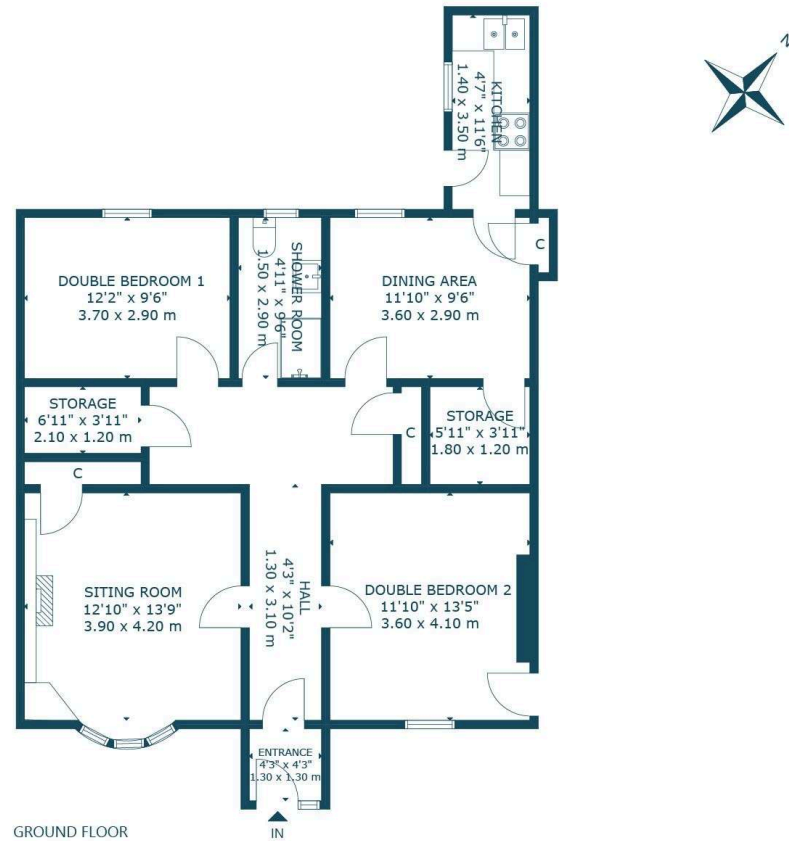 N
KITCHEN
4'7" x 11'6"
1.40 x 3.50 m
C
DOUBLE BEDROOM 1
12'2" x 9'6"
3.70 x 2.90 m
SHOWER ROOM
4'11" x 9'6"
1.50 x 2.90 m
DINING AREA
11'10" x 9'6"
3.60 x 2.90 m
STORAGE
6'11" x 3'11"
2.10 x 1.20 m
C
STORAGE
5'11" x 3'11"
1.80 x 1.20 m
C
SITING ROOM
12'10" x 13'9"
3.90 x 4.20 m
HALL
4'3" x 10'2"
1.30 x 3.10 m
DOUBLE BEDROOM 2
11'10" x 13'5"
3.60 x 4.10 m
ENTRANCE
4'3" x 4'3"
1.30 x 1.30 m
GROUND FLOOR
IN